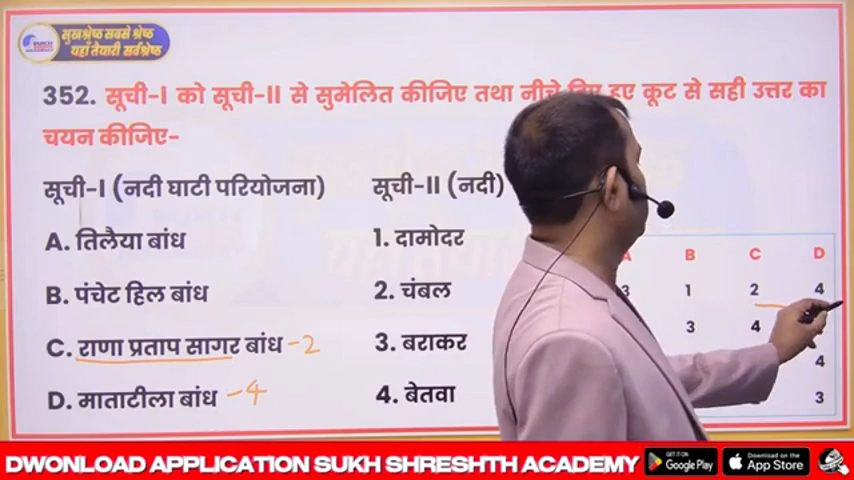 सुखश्रेष्ठ सबसे श्रेष्ठ
यहाँ तैयारी सर्वश्रेष्ठ
352. सूची-I को सूची-II से सुमेलित कीजिए तथा नीचे दिए हुए कूट से सही उत्तर का
चयन कीजिए-
सूची-I (नदी घाटी परियोजना) सूची-II (नदी)
A. तिलैया बांध 1. दामोदर
A B C D
B. पंचेट हिल बांध 2. चंबल
3 1 2 4
3 4
C. राणा प्रताप सागर बांध -2 3. बराकर
4
D. माताटीला बांध -4 4. बेतवा
3
DWONLOAD APPLICATION SUKH SHRESHTH ACADEMY
GET IT ON
Google Play
Download on the
App Store